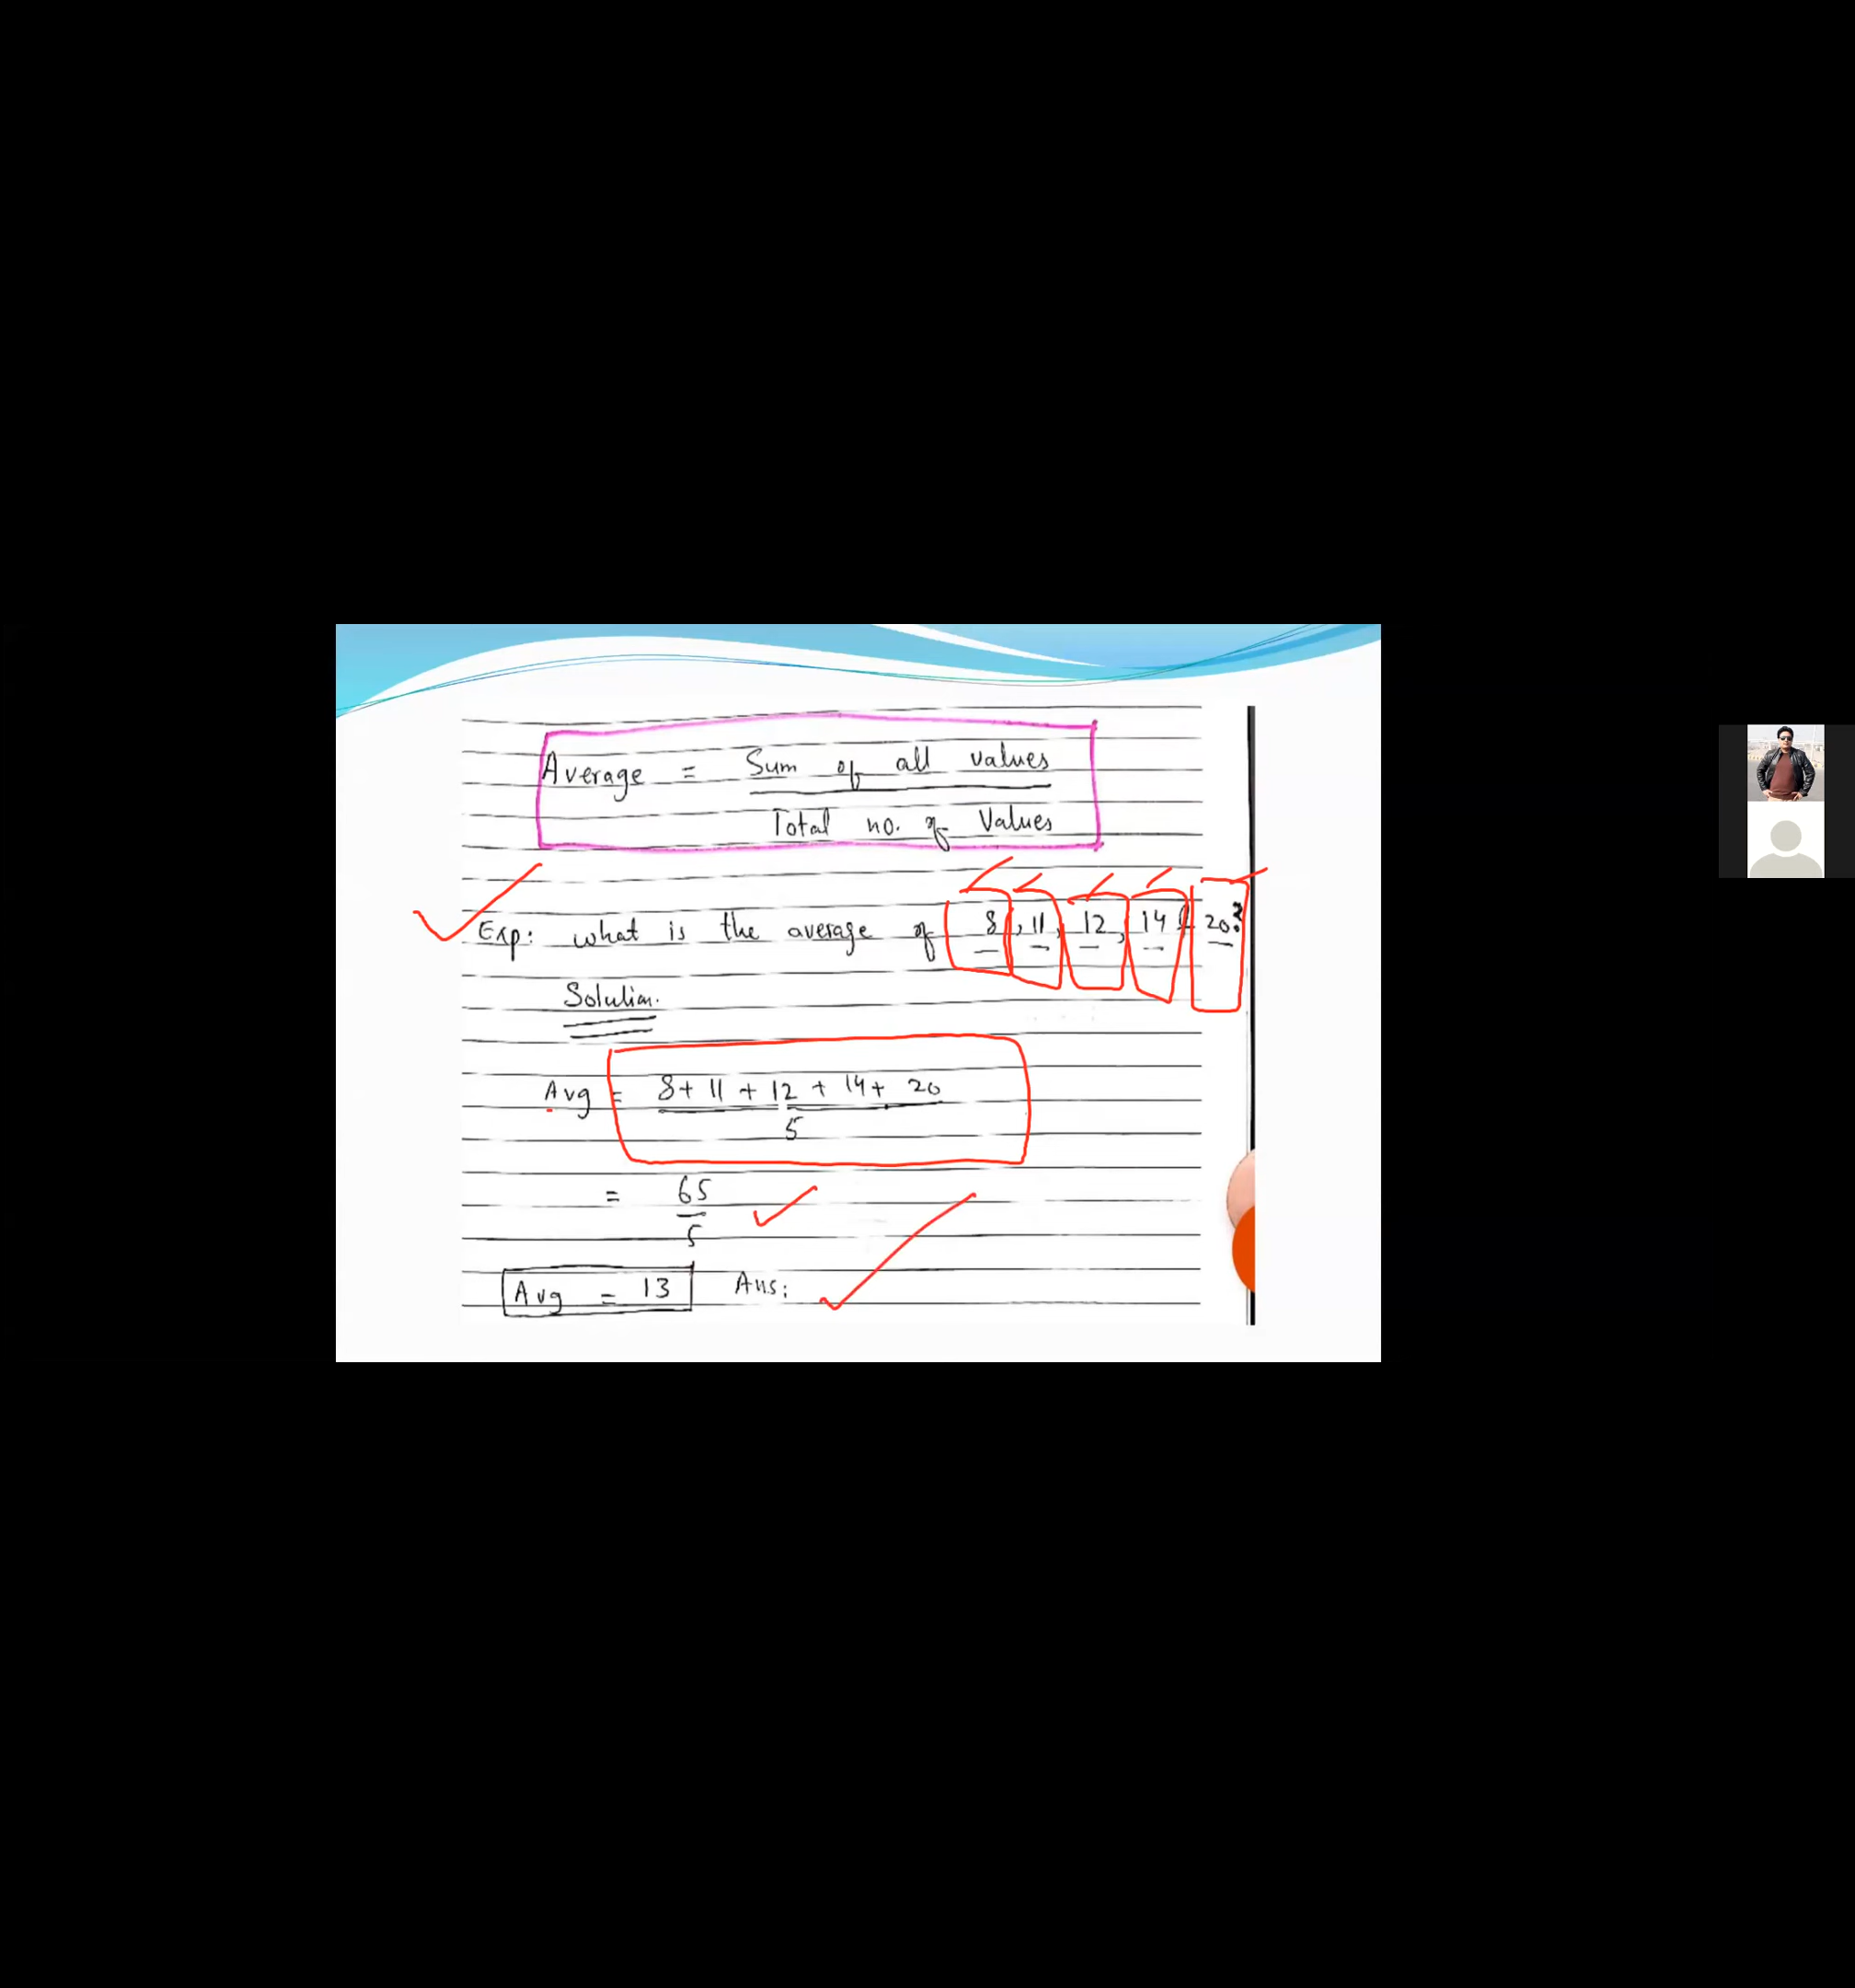 Average = Sum of all values
Total no. of Values
Exp: what is the average of 8, 11, 12, 14 & 20?
Solution.
Avg = 8+ 11 + 12 + 14+ 20
5
= 65
5
Avg = 13 Ans: